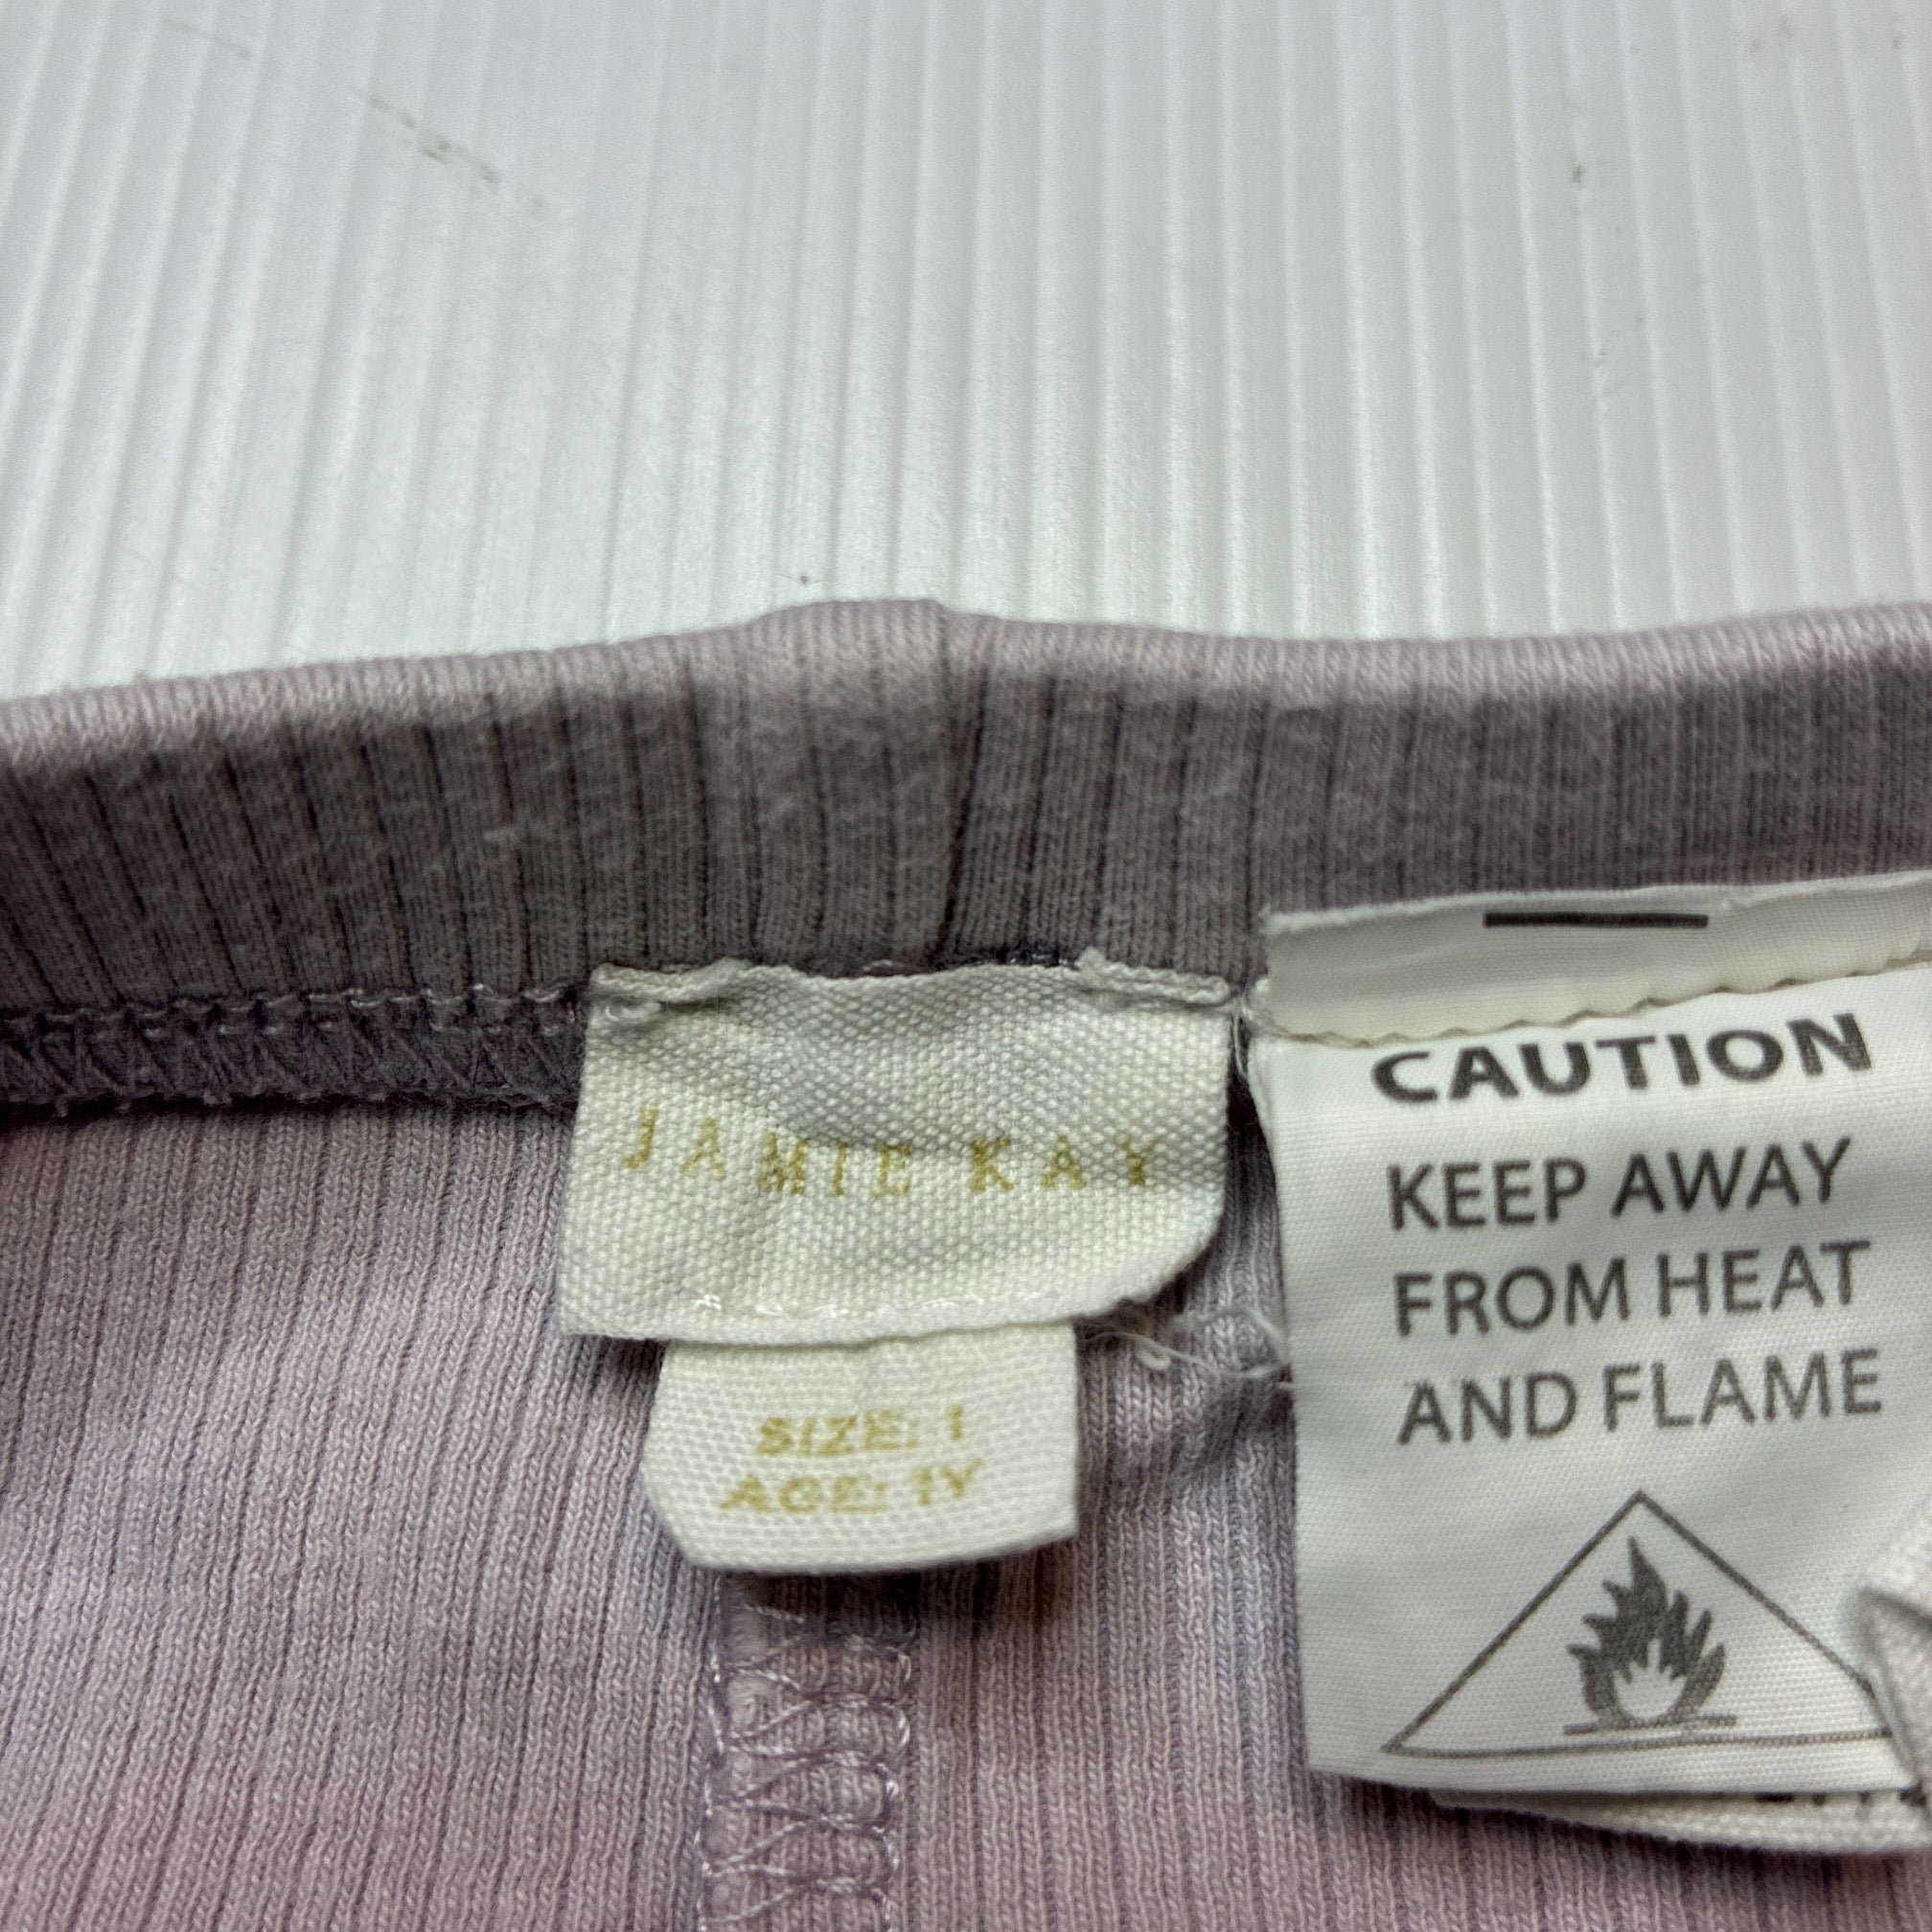 JAMIE KAY
SIZE: 1
AGE: 1Y
CAUTION
KEEP AWAY
FROM HEAT
AND FLAME